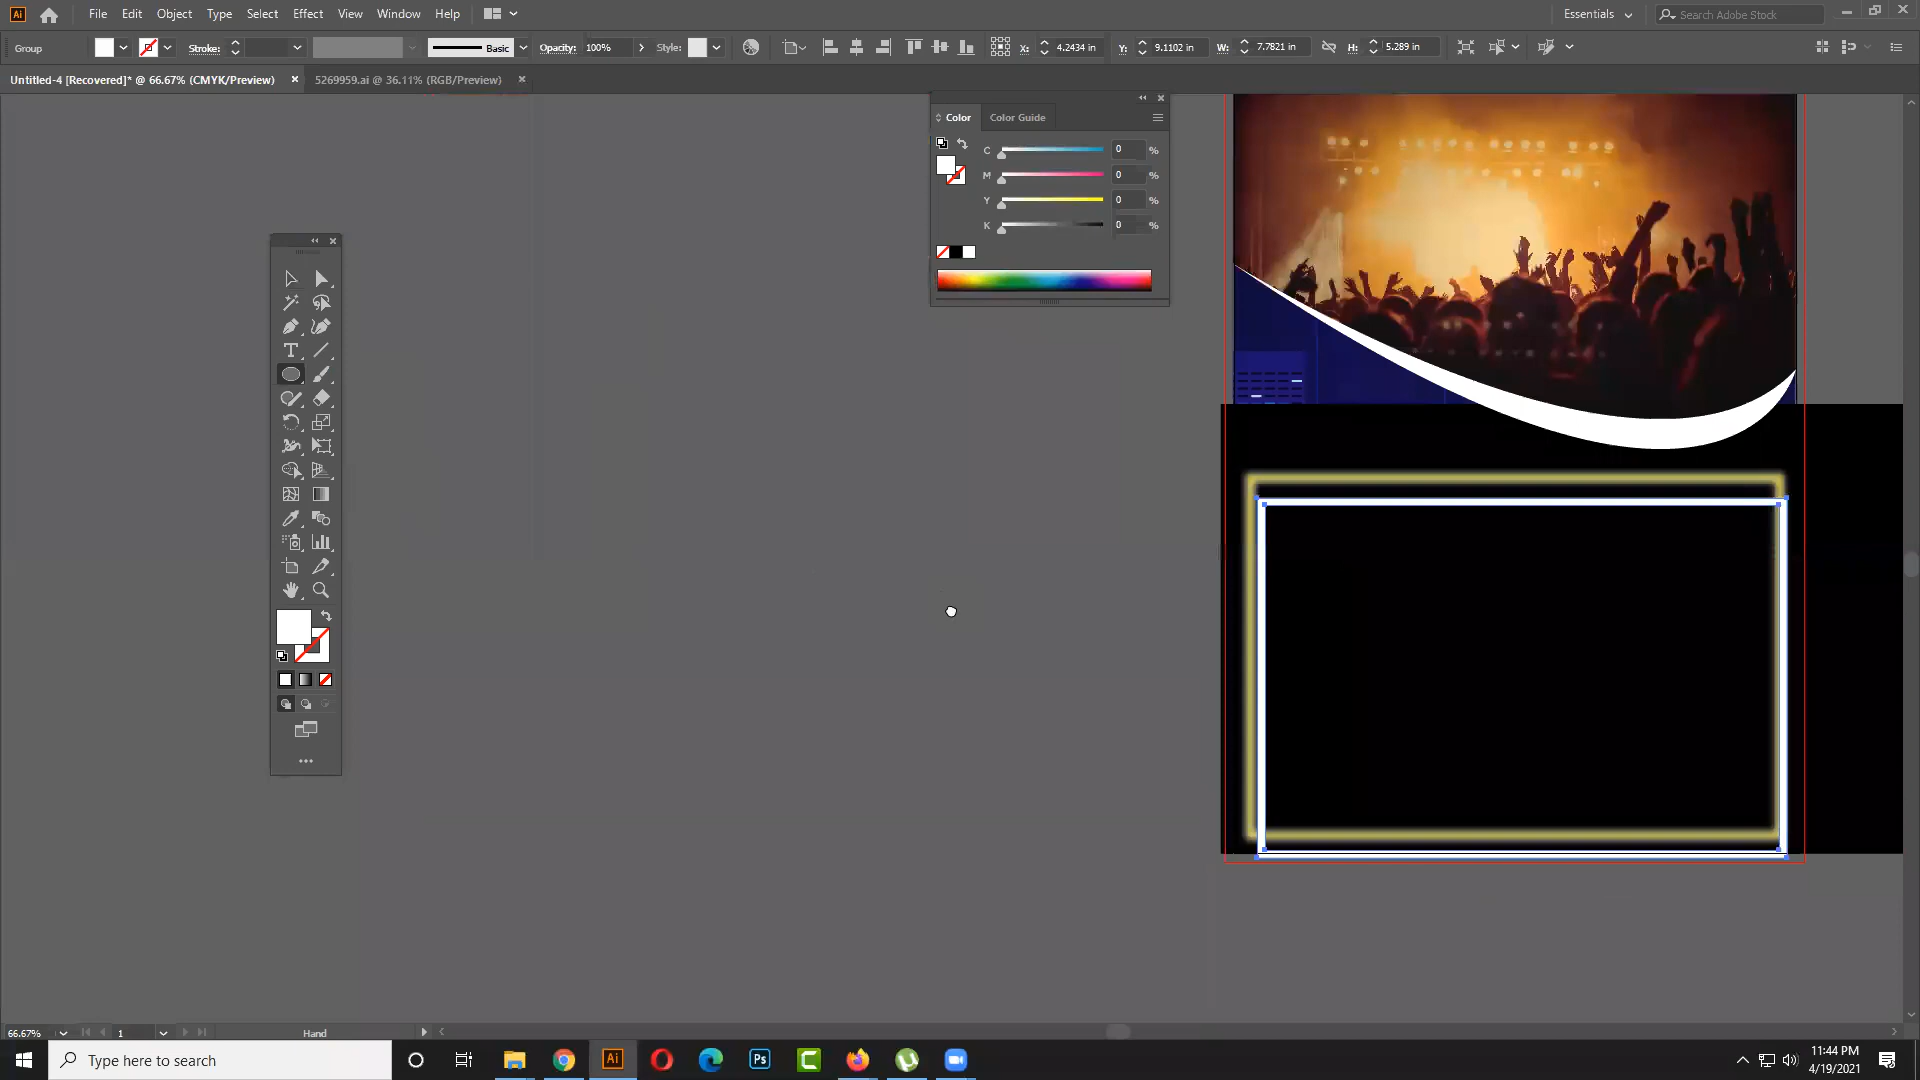 File Edit Object Type Select Effect View Window Help
Essentials
Search Adobe Stock
Group
Stroke:
Basic
Opacity: 100%
Style:
X: 4.2434 in
Y: 9.1102 in
W: 7.7821 in
H: 5.289 in
Untitled-4 [Recovered]* @ 66.67% (CMYK/Preview)
5269959.ai @ 36.11% (RGB/Preview)
Color
Color Guide
C 0 %
M 0 %
Y 0 %
K 0 %
66.67%
1
Hand
Type here to search
11:44 PM
4/19/2021